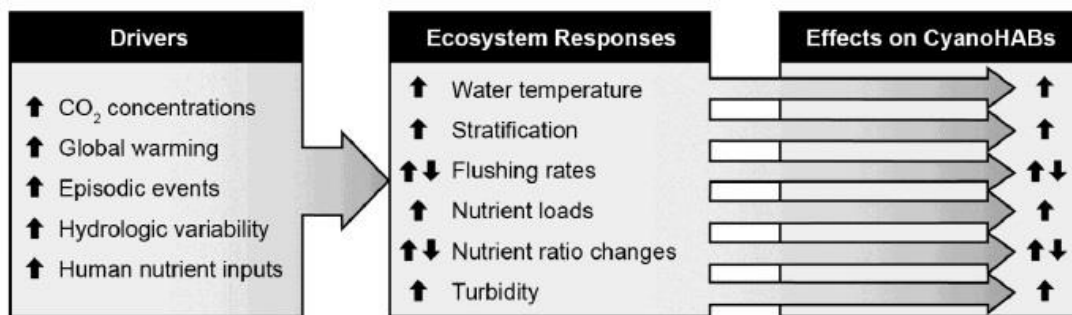 Drivers
CO₂ concentrations
Global warming
Episodic events
Hydrologic variability
Human nutrient inputs
Ecosystem Responses
Water temperature
Stratification
Flushing rates
Nutrient loads
Nutrient ratio changes
Turbidity
Effects on CyanoHABs